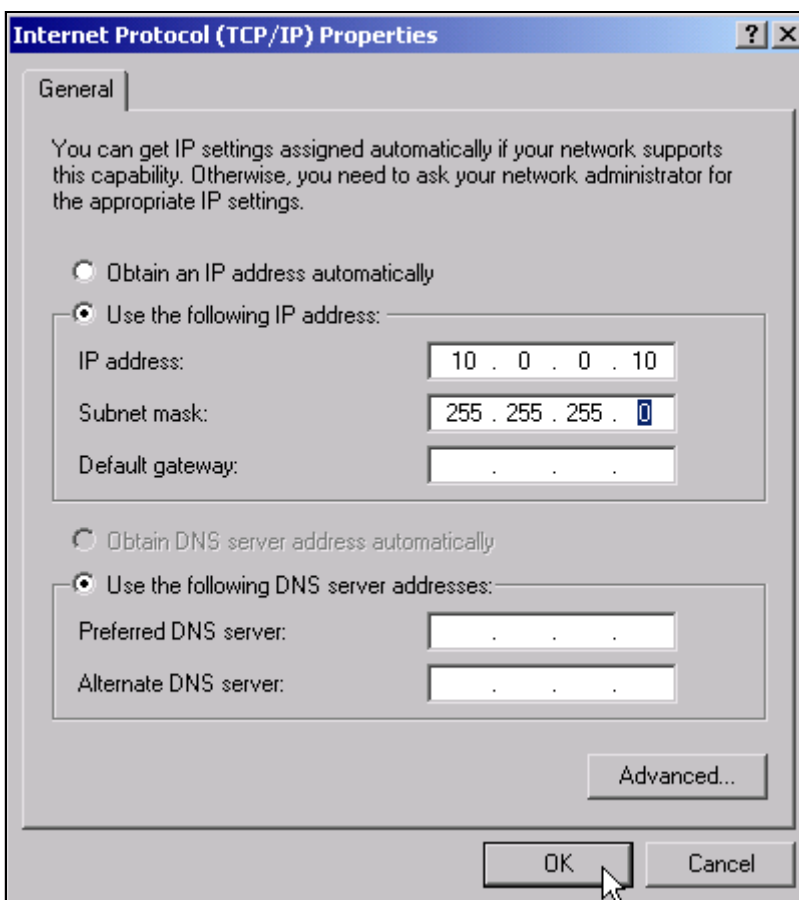 Internet Protocol (TCP/IP) Properties
General
You can get IP settings assigned automatically if your network supports
this capability. Otherwise, you need to ask your network administrator for
the appropriate IP settings.
Obtain an IP address automatically
Use the following IP address:
IP address: 10 . 0 . 0 . 10
Subnet mask: 255 . 255 . 255 . 0
Default gateway: . . .
Obtain DNS server address automatically
Use the following DNS server addresses:
Preferred DNS server: . . .
Alternate DNS server: . . .
Advanced...
OK Cancel